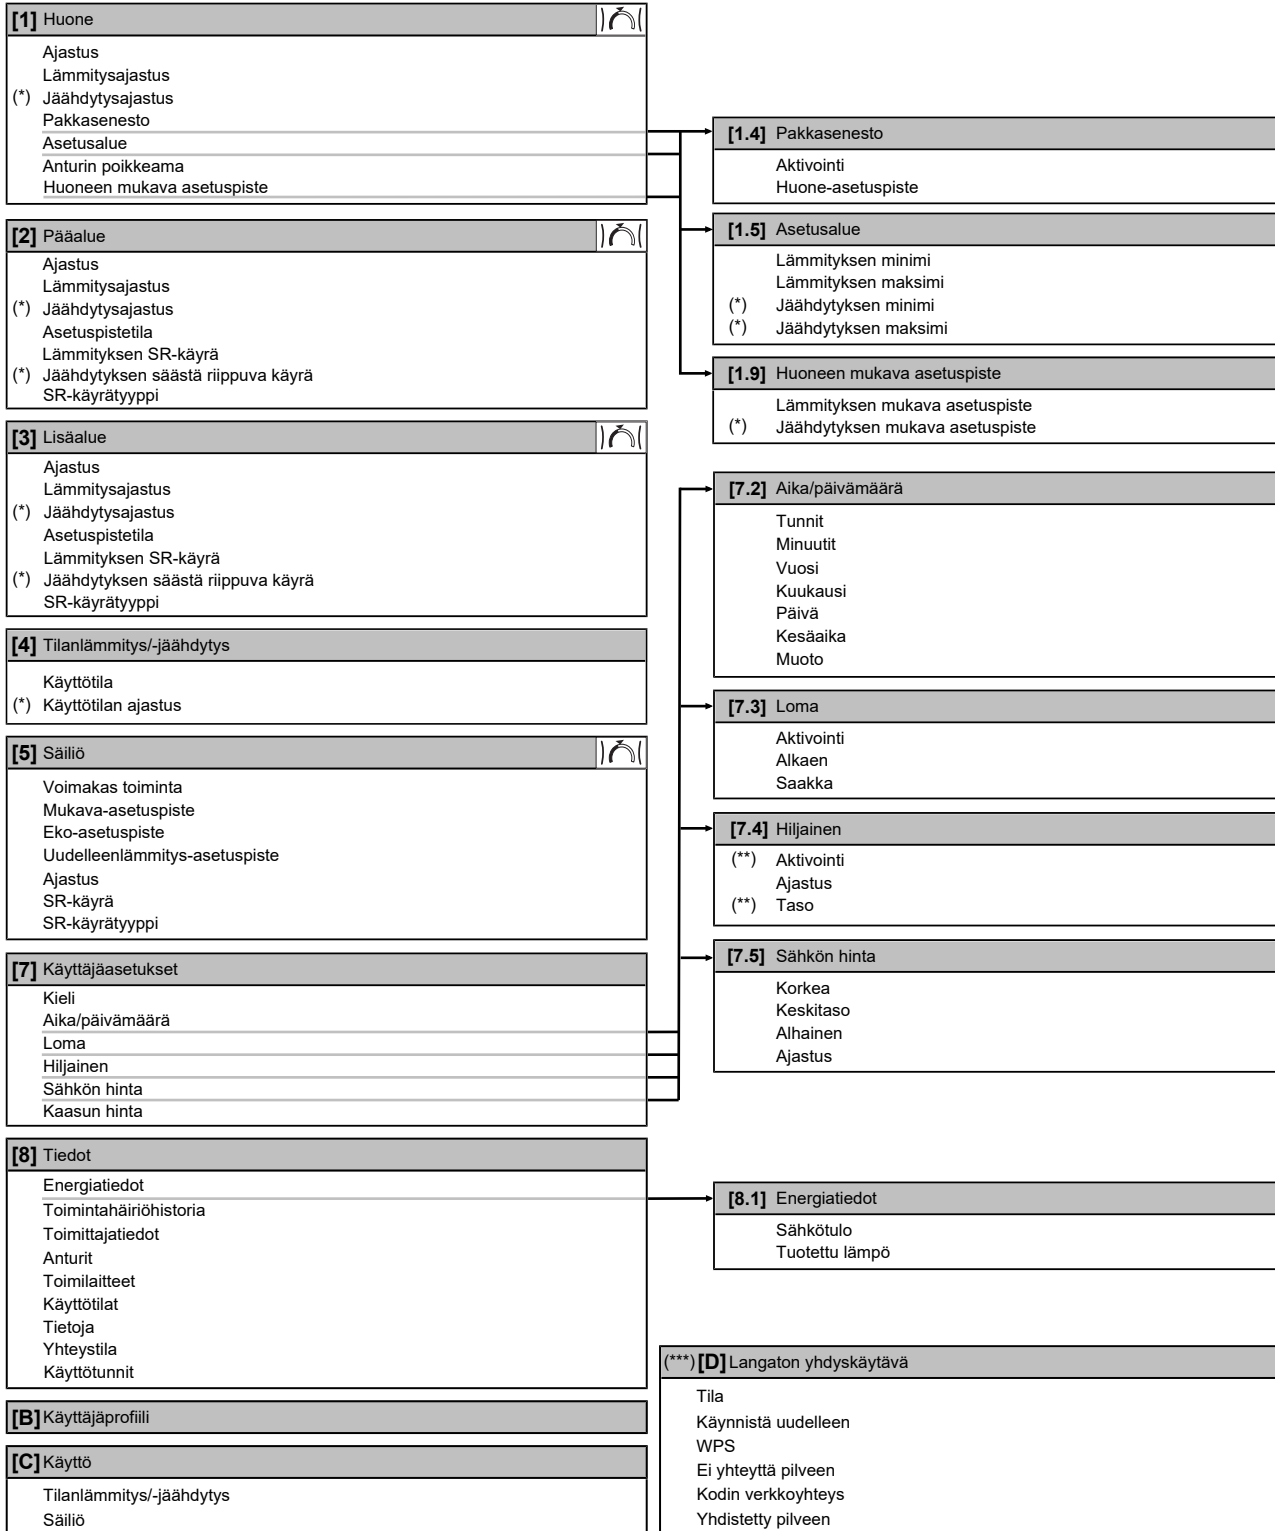 [1] Huone
Ajastus
Lämmitysajastus
(*) Jäähdytysajastus
Pakkasenesto
Asetusalue
Anturin poikkeama
Huoneen mukava asetuspiste
[2] Pääalue
Ajastus
Lämmitysajastus
(*) Jäähdytysajastus
Asetuspistetila
Lämmityksen SR-käyrä
(*) Jäähdytyksen säästä riippuva käyrä
SR-käyrätyyppi
[3] Lisäalue
Ajastus
Lämmitysajastus
(*) Jäähdytysajastus
Asetuspistetila
Lämmityksen SR-käyrä
(*) Jäähdytyksen säästä riippuva käyrä
SR-käyrätyyppi
[4] Tilanlämmitys/-jäähdytys
Käyttötila
(*) Käyttötilan ajastus
[5] Säiliö
Voimakas toiminta
Mukava-asetuspiste
Eko-asetuspiste
Uudelleenlämmitys-asetuspiste
Ajastus
SR-käyrä
SR-käyrätyyppi
[7] Käyttäjäasetukset
Kieli
Aika/päivämäärä
Loma
Hiljainen
Sähkön hinta
Kaasun hinta
[8] Tiedot
Energiatiedot
Toimintahäiriöhistoria
Toimittajatiedot
Anturit
Toimilaitteet
Käyttötilat
Tietoja
Yhteystila
Käyttötunnit
[B] Käyttäjäprofiili
[C] Käyttö
Tilanlämmitys/-jäähdytys
Säiliö
[1.4] Pakkasenesto
Aktivointi
Huone-asetuspiste
[1.5] Asetusalue
Lämmityksen minimi
Lämmityksen maksimi
(*) Jäähdytyksen minimi
(*) Jäähdytyksen maksimi
[1.9] Huoneen mukava asetuspiste
Lämmityksen mukava asetuspiste
(*) Jäähdytyksen mukava asetuspiste
[7.2] Aika/päivämäärä
Tunnit
Minuutit
Vuosi
Kuukausi
Päivä
Kesäaika
Muoto
[7.3] Loma
Aktivointi
Alkaen
Saakka
[7.4] Hiljainen
(**) Aktivointi
Ajastus
(**) Taso
[7.5] Sähkön hinta
Korkea
Keskitaso
Alhainen
Ajastus
[8.1] Energiatiedot
Sähkötulo
Tuotettu lämpö
(***) [D] Langaton yhdyskäytävä
Tila
Käynnistä uudelleen
WPS
Ei yhteyttä pilveen
Kodin verkkoyhteys
Yhdistetty pilveen